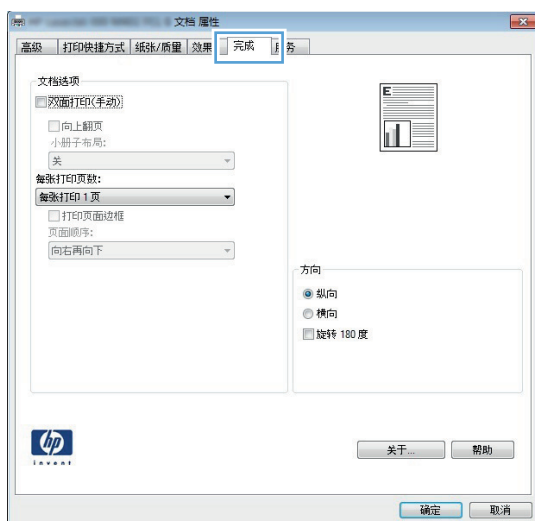 文档 属性
高级 打印快捷方式 纸张/质量 效果 完成 服务
文档选项
双面打印(手动)
向上翻页
小册子布局:
关
每张打印页数:
每张打印 1 页
打印页面边框
页面顺序:
向右再向下
E
方向
纵向
横向
旋转 180 度
hp
invent
关于... 帮助
确定 取消